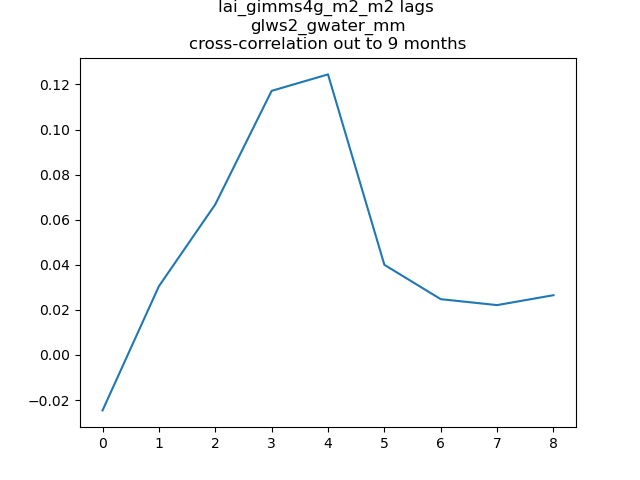 lai_gimms4g_m2_m2 lags
glws2_gwater_mm
cross-correlation out to 9 months
0.12
0.10
0.08
0.06
0.04
0.02
0.00
−0.02
0 1 2 3 4 5 6 7 8